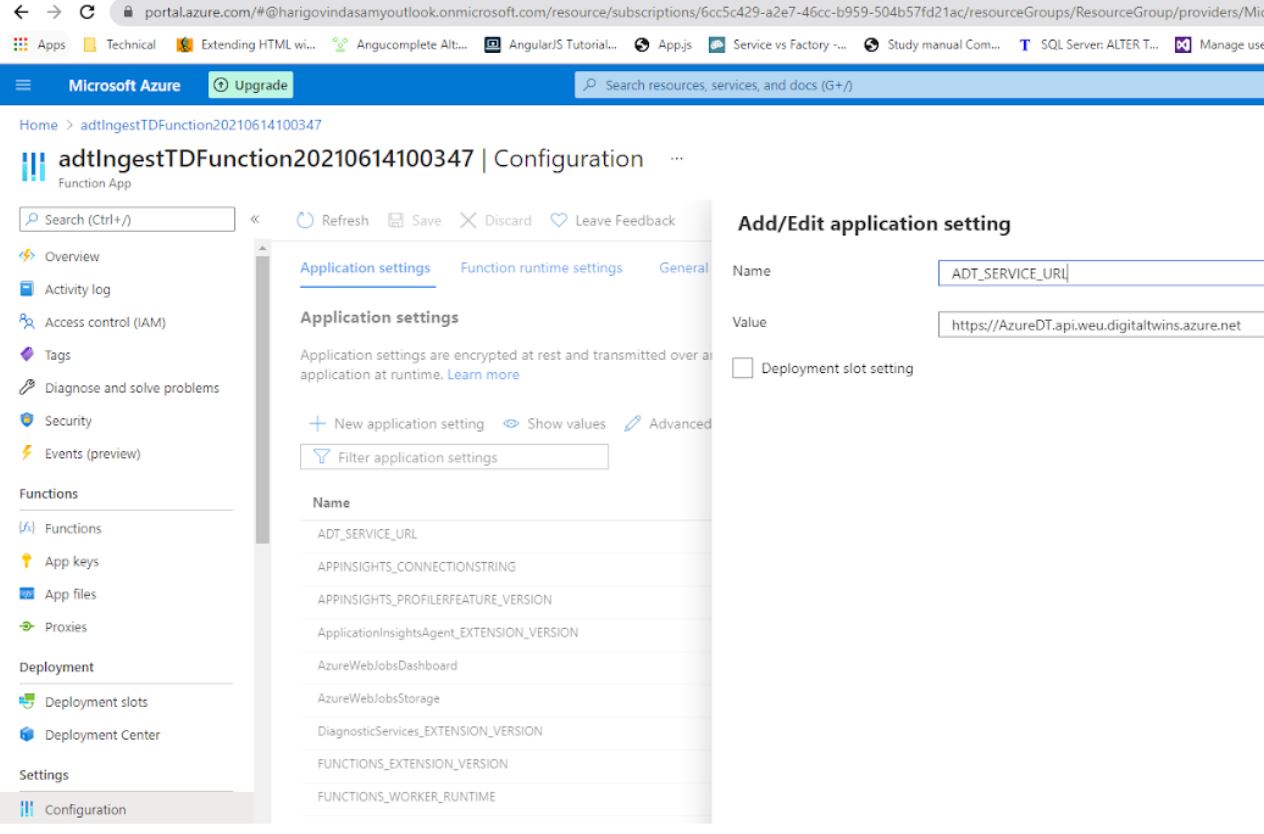 portal.azure.com/#@harigovindasamyoutlook.onmicrosoft.com/resource/subscriptions/6cc5c429-a2e7-46cc-b959-504b57fd21ac/resourceGroups/ResourceGroup/providers/Mic
Apps Technical Extending HTML wi... Angucomplete Alt:... AngularJS Tutorial:... App.js Service vs Factory -... Study manual Com... SQL Server: ALTER T... Manage use
Microsoft Azure Upgrade Search resources, services, and docs (G+/)
Home > adtIngestTDFunction20210614100347
adtIngestTDFunction20210614100347 | Configuration ...
Function App
Search (Ctrl+/) «
Overview
Activity log
Access control (IAM)
Tags
Diagnose and solve problems
Security
Events (preview)
Functions
Functions
App keys
App files
Proxies
Deployment
Deployment slots
Deployment Center
Settings
Configuration
Refresh Save Discard Leave Feedback
Application settings Function runtime settings General
Application settings
Application settings are encrypted at rest and transmitted over a
application at runtime. Learn more
New application setting Show values Advanced
Filter application settings
Name
ADT_SERVICE_URL
APPINSIGHTS_CONNECTIONSTRING
APPINSIGHTS_PROFILERFEATURE_VERSION
ApplicationInsightsAgent_EXTENSION_VERSION
AzureWebJobsDashboard
AzureWebJobsStorage
DiagnosticServices_EXTENSION_VERSION
FUNCTIONS_EXTENSION_VERSION
FUNCTIONS_WORKER_RUNTIME
Add/Edit application setting
Name ADT_SERVICE_URL
Value https://AzureDT.api.weu.digitaltwins.azure.net
Deployment slot setting